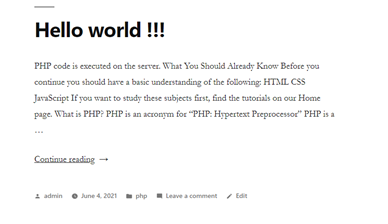 Hello world !!!
PHP code is executed on the server. What You Should Already Know Before you
continue you should have a basic understanding of the following: HTML CSS
JavaScript If you want to study these subjects first, find the tutorials on our Home
page. What is PHP? PHP is an acronym for “PHP: Hypertext Preprocessor” PHP is a
…
Continue reading →
admin June 4, 2021 php Leave a comment Edit